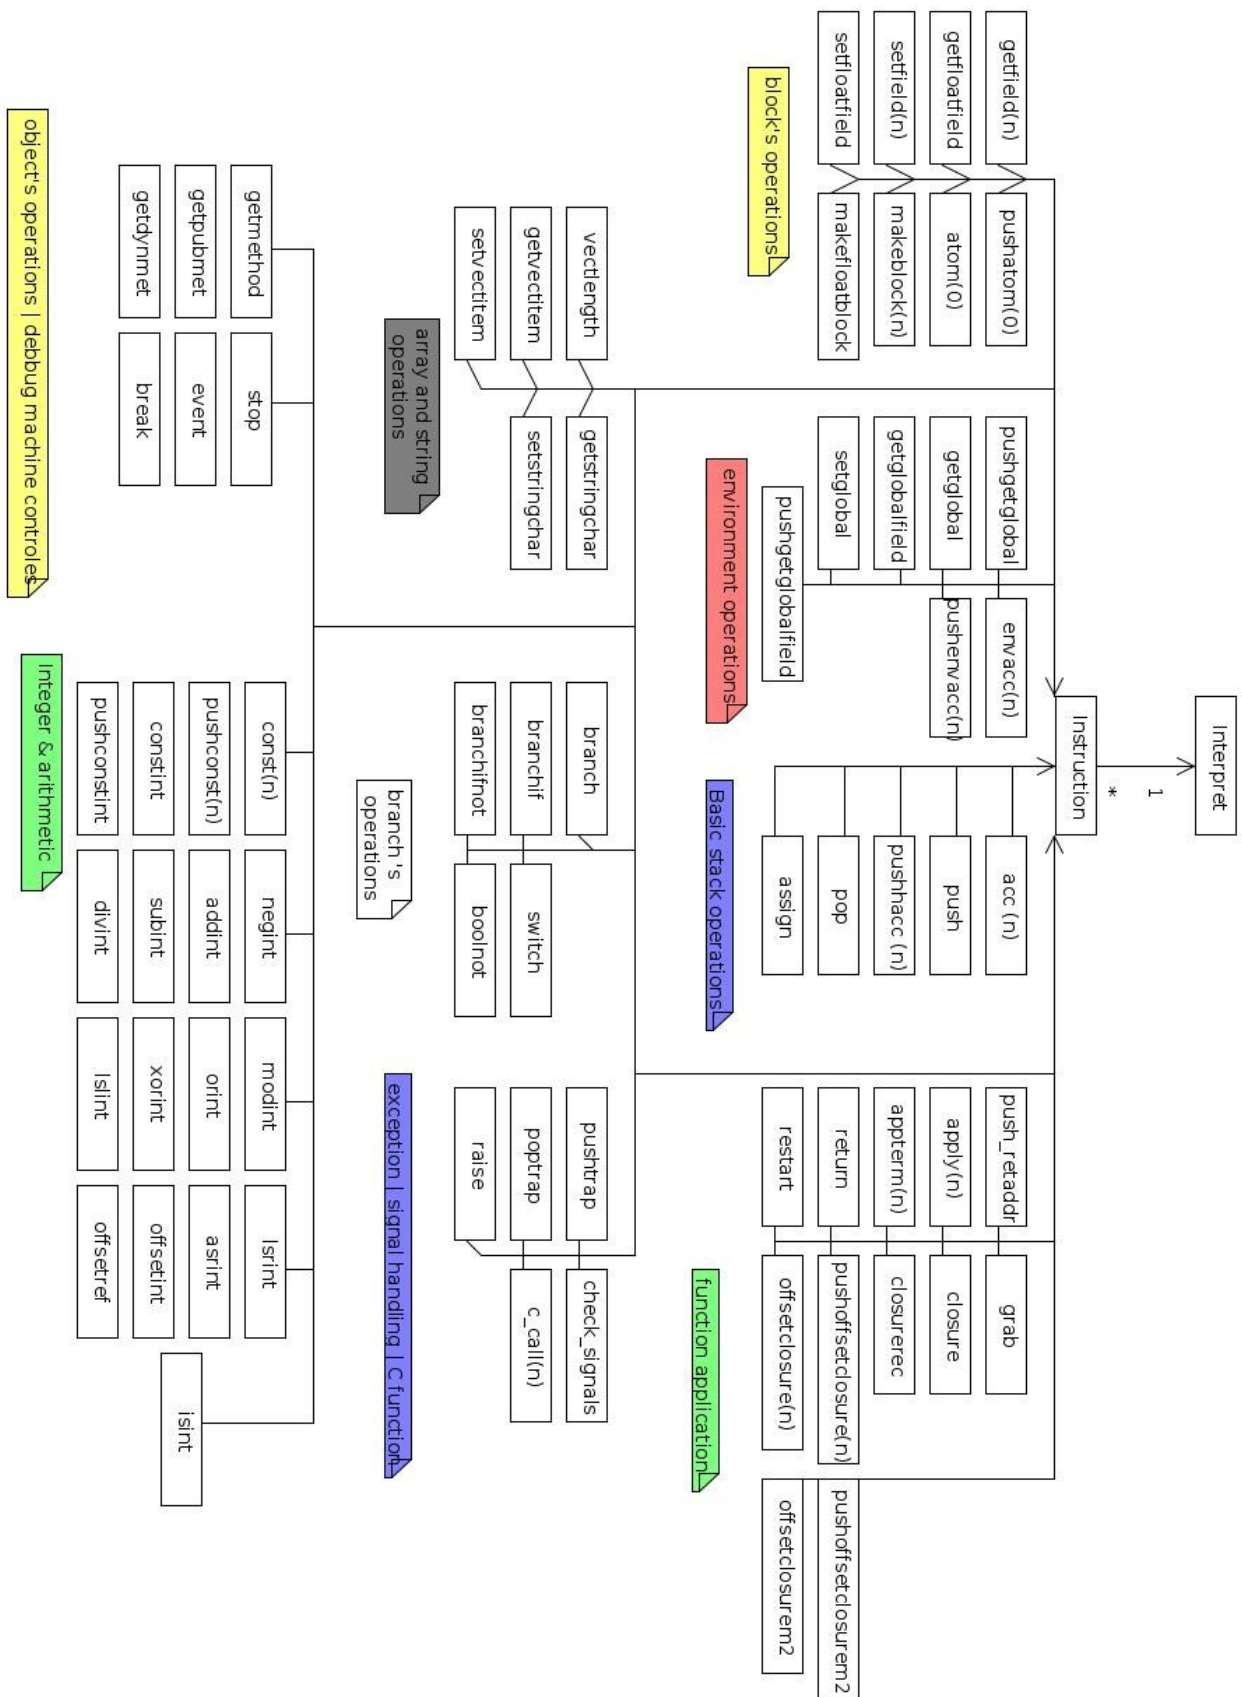 Interpret
1
*
Instruction
getfield(n)
pushatom(0)
getfloatfield
atom(0)
setfield(n)
makeblock(n)
setfloatfield
makefloatblock
block's operations
pushgetglobal
envacc(n)
getglobal
pushenvacc(n)
getglobalfield
setglobal
pushgetglobalfield
environment operations
acc (n)
push
pushhacc (n)
pop
assign
Basic stack operations
push_retaddr
grab
apply(n)
closure
appterm(n)
closurerec
return
pushoffsetclosure(n)
pushoffsetclosurem2
restart
offsetclosure(n)
offsetclosurem2
function application
vectlength
getstringchar
getvectitem
setstringchar
setvectitem
array and string
operations
branch
branchif
switch
branchifnot
boolnot
branch 's
operations
pushtrap
check_signals
poptrap
c_call(n)
raise
exception | signal handling | C function
getmethod
stop
getpubmet
event
getdynmet
break
object's operations | debbug machine controles
const(n)
negint
modint
lsrint
pushconst(n)
addint
orint
asrint
isint
constint
subint
xorint
offsetint
pushconstint
divint
lslint
offsetref
Integer & arithmetic